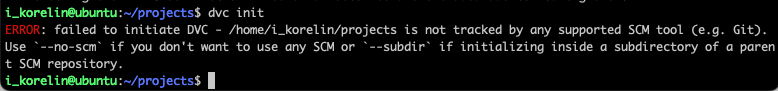 i_korelin@ubuntu:~/projects$ dvc init
ERROR: failed to initiate DVC - /home/i_korelin/projects is not tracked by any supported SCM tool (e.g. Git).
Use `--no-scm` if you don't want to use any SCM or `--subdir` if initializing inside a subdirectory of a paren
t SCM repository.
i_korelin@ubuntu:~/projects$